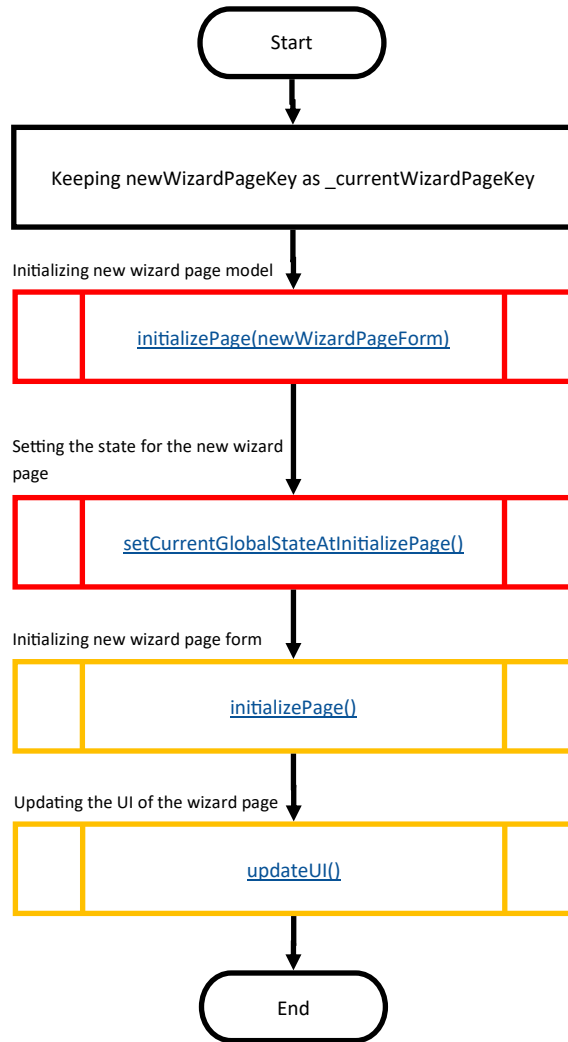 Start
Keeping newWizardPageKey as _currentWizardPageKey
Initializing new wizard page model
initializePage(newWizardPageForm)
Setting the state for the new wizard
page
setCurrentGlobalStateAtInitializePage()
Initializing new wizard page form
initializePage()
Updating the UI of the wizard page
updateUI()
End